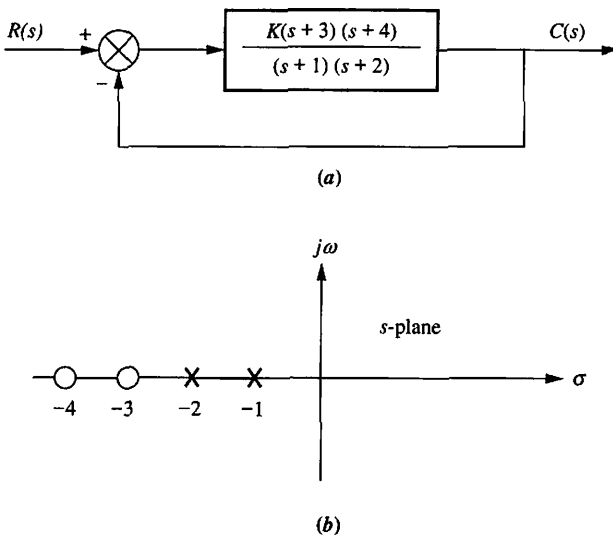 R(s) + K(s + 3) (s + 4) C(s)
− (s + 1) (s + 2)
(a)
jω
s-plane
σ
−4 −3 −2 −1
(b)